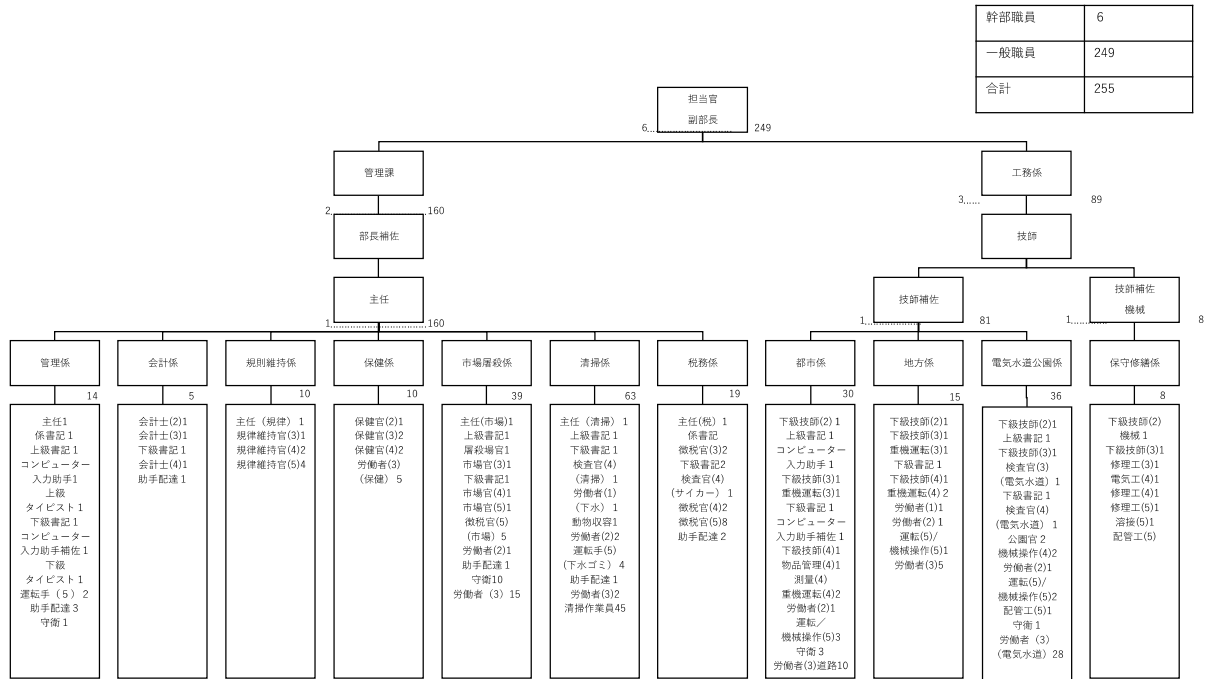 幹部職員 6
一般職員 249
合計 255
担当官
副部長
6 249
管理課
工務係
2 160
3 89
部長補佐
技師
主任
技師補佐
技師補佐
機械
1 160
1 81
1 8
管理係
会計係
規則維持係
保健係
市場屠殺係
清掃係
税務係
都市係
地方係
電気水道公園係
保守修繕係
14
5
10
10
39
63
19
30
15
36
8
主任1
係書記 1
上級書記 1
コンピューター
入力助手1
上級
タイピスト 1
下級書記 1
コンピューター
入力助手補佐 1
下級
タイピスト 1
運転手 ( 5 ) 2
助手配達 3
守衛 1
会計士(2)1
会計士(3)1
下級書記 1
会計士(4)1
助手配達 1
主任（規律）1
規律維持官(3)1
規律維持官(4)2
規律維持官(5)4
保健官(2)1
保健官(3)2
保健官(4)2
労働者(3)
（保健）5
主任(市場)1
上級書記1
屠殺場官1
市場官(3)1
下級書記1
市場官(4)1
市場官(5)1
徴税官(5)
(市場) 5
労働者(2)1
助手配達 1
守衛10
労働者（3）15
主任（清掃）1
上級書記 1
下級書記 1
検査官(4)
(清掃) 1
労働者(1)
(下水) 1
動物収容1
労働者(2)2
運転手(5)
(下水ゴミ) 4
助手配達 1
労働者(3)2
清掃作業員45
主任(税) 1
係書記
徴税官(3)2
下級書記2
検査官(4)
(サイカー) 1
徴税官(4)2
徴税官(5)8
助手配達 2
下級技師(2) 1
上級書記 1
コンピューター
入力助手 1
下級技師(3)1
重機運転(3)1
下級書記 1
コンピューター
入力助手補佐 1
下級技師(4)1
物品管理(4)1
測量(4)
重機運転(4)2
労働者(2)1
運転／
機械操作(5)3
守衛 3
労働者(3)道路10
下級技師(2)1
下級技師(3)1
重機運転(3)1
下級書記 1
下級技師(4)1
重機運転(4) 2
労働者(1)1
労働者(2) 1
運転(5)/
機械操作(5)1
労働者(3)5
下級技師(2)1
上級書記 1
下級技師(3)1
検査官(3)
(電気水道) 1
下級書記 1
検査官(4)
(電気水道) 1
公園官 2
機械操作(4)2
労働者(2)1
運転(5)/
機械操作(5)2
配管工(5)1
守衛 1
労働者（3）
(電気水道) 28
下級技師(2)
機械 1
下級技師(3)1
修理工(3)1
電気工(4)1
修理工(4)1
修理工(5)1
溶接(5)1
配管工(5)